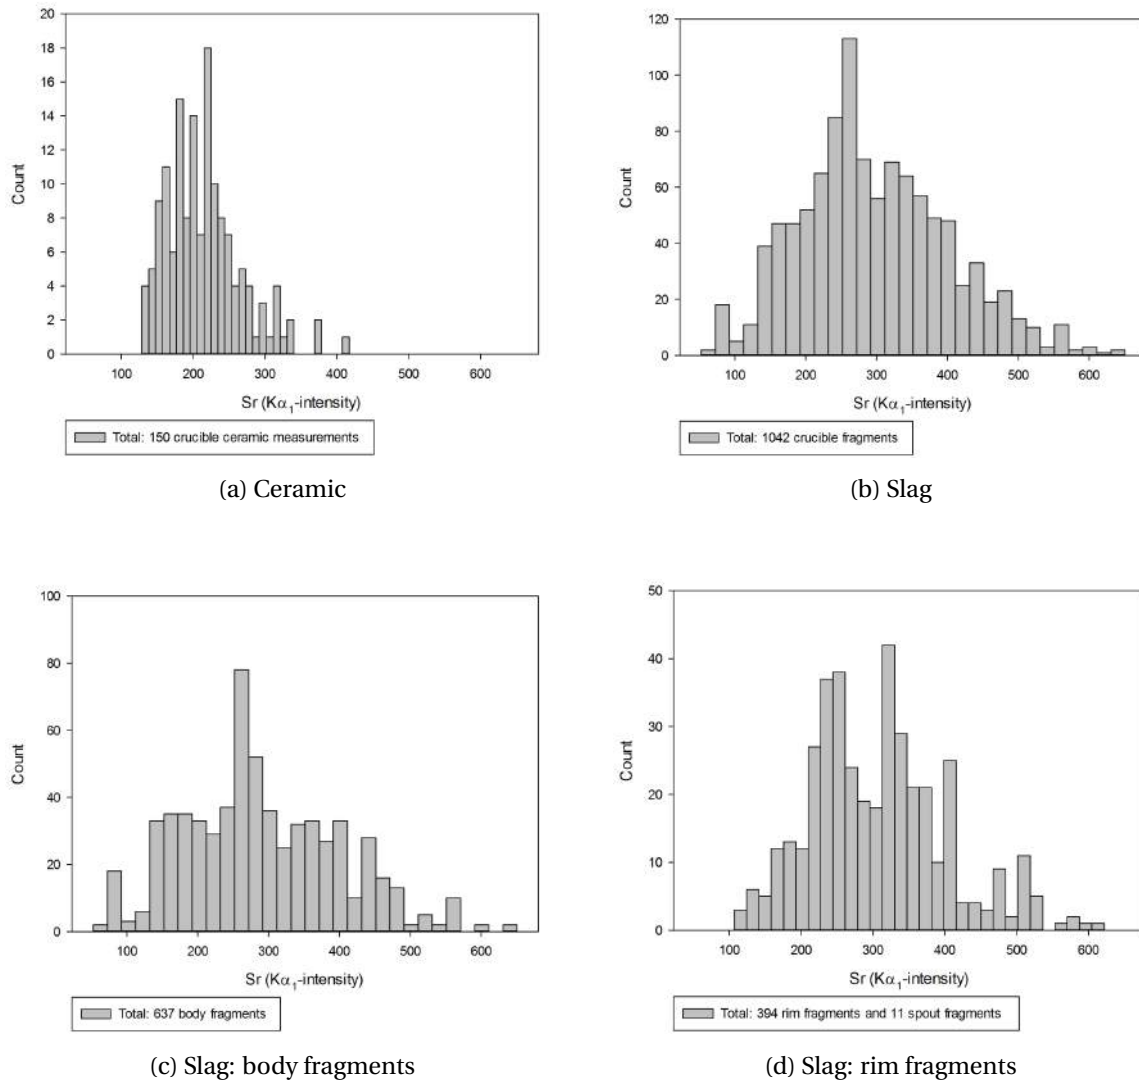 20
18
16
14
12
10
8
6
4
2
0
Count
100 200 300 400 500 600
Sr (Kα₁-intensity)
Total: 150 crucible ceramic measurements
(a) Ceramic
120
100
80
60
40
20
0
Count
100 200 300 400 500 600
Sr (Kα₁-intensity)
Total: 1042 crucible fragments
(b) Slag
100
80
60
40
20
0
Count
100 200 300 400 500 600
Sr (Kα₁-intensity)
Total: 637 body fragments
(c) Slag: body fragments
50
40
30
20
10
0
Count
100 200 300 400 500 600
Sr (Kα₁-intensity)
Total: 394 rim fragments and 11 spout fragments
(d) Slag: rim fragments